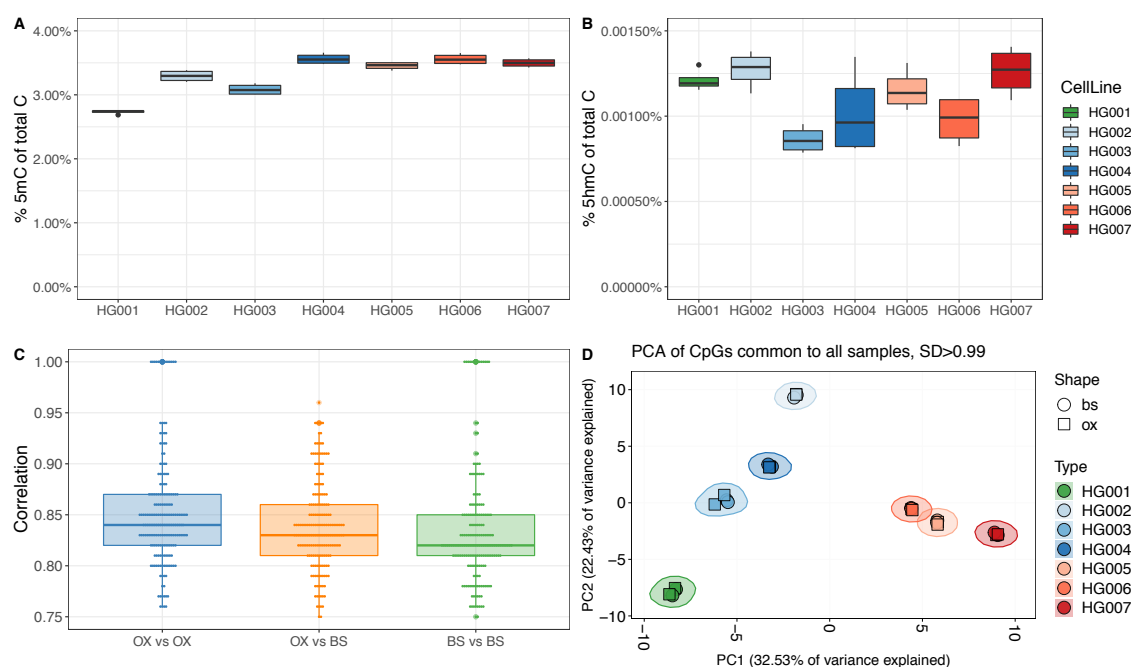 A
4.00%
3.00%
2.00%
1.00%
0.00%
% 5mC of total C
HG001 HG002 HG003 HG004 HG005 HG006 HG007
B
0.00150%
0.00100%
0.00050%
0.00000%
% 5hmC of total C
HG001 HG002 HG003 HG004 HG005 HG006 HG007
CellLine
HG001
HG002
HG003
HG004
HG005
HG006
HG007
C
1.00
0.95
0.90
0.85
0.80
0.75
Correlation
OX vs OX OX vs BS BS vs BS
D
PCA of CpGs common to all samples, SD>0.99
10
5
0
−5
−10
PC2 (22.43% of variance explained)
−10 −5 0 5 10
PC1 (32.53% of variance explained)
Shape
bs
ox
Type
HG001
HG002
HG003
HG004
HG005
HG006
HG007